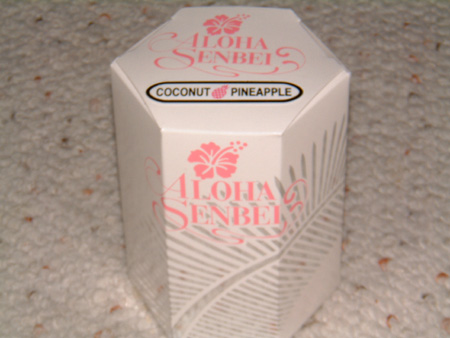 ALOHA
SENBEI
COCONUT PINEAPPLE
ALOHA
SENBEI